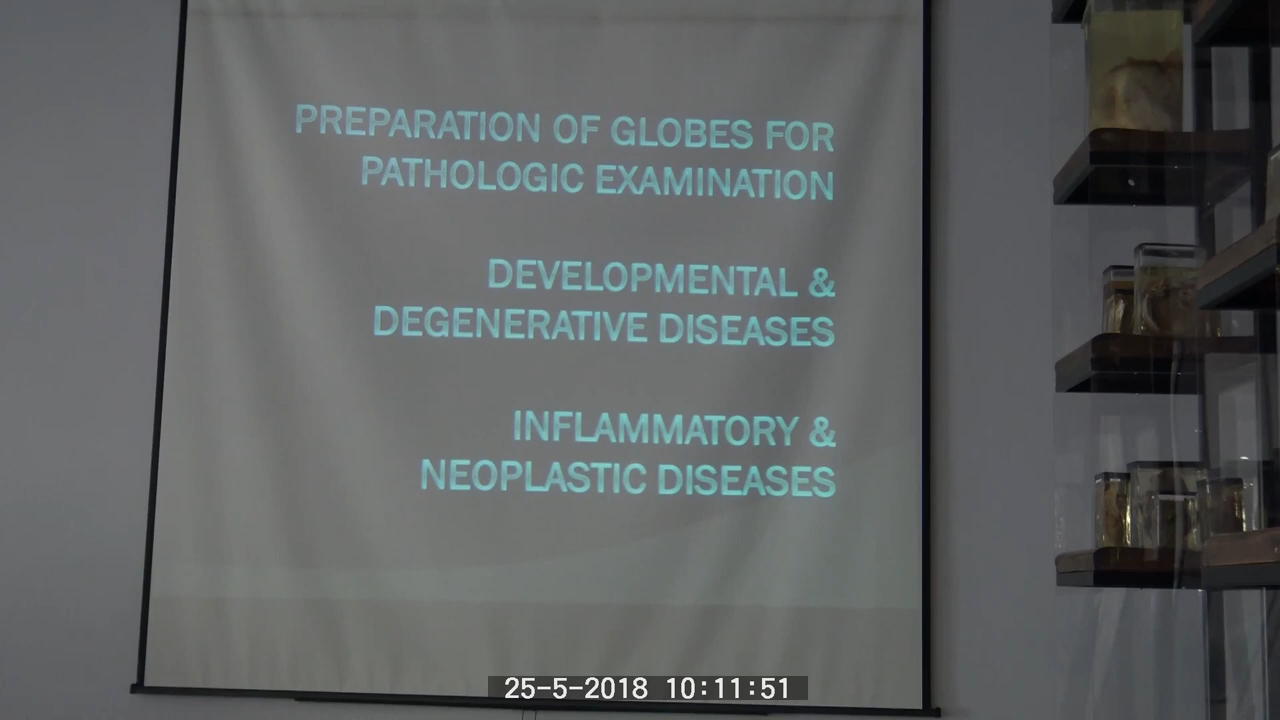 PREPARATION OF GLOBES FOR
PATHOLOGIC EXAMINATION
DEVELOPMENTAL &
DEGENERATIVE DISEASES
INFLAMMATORY &
NEOPLASTIC DISEASES
25-5-2018 10:11:51